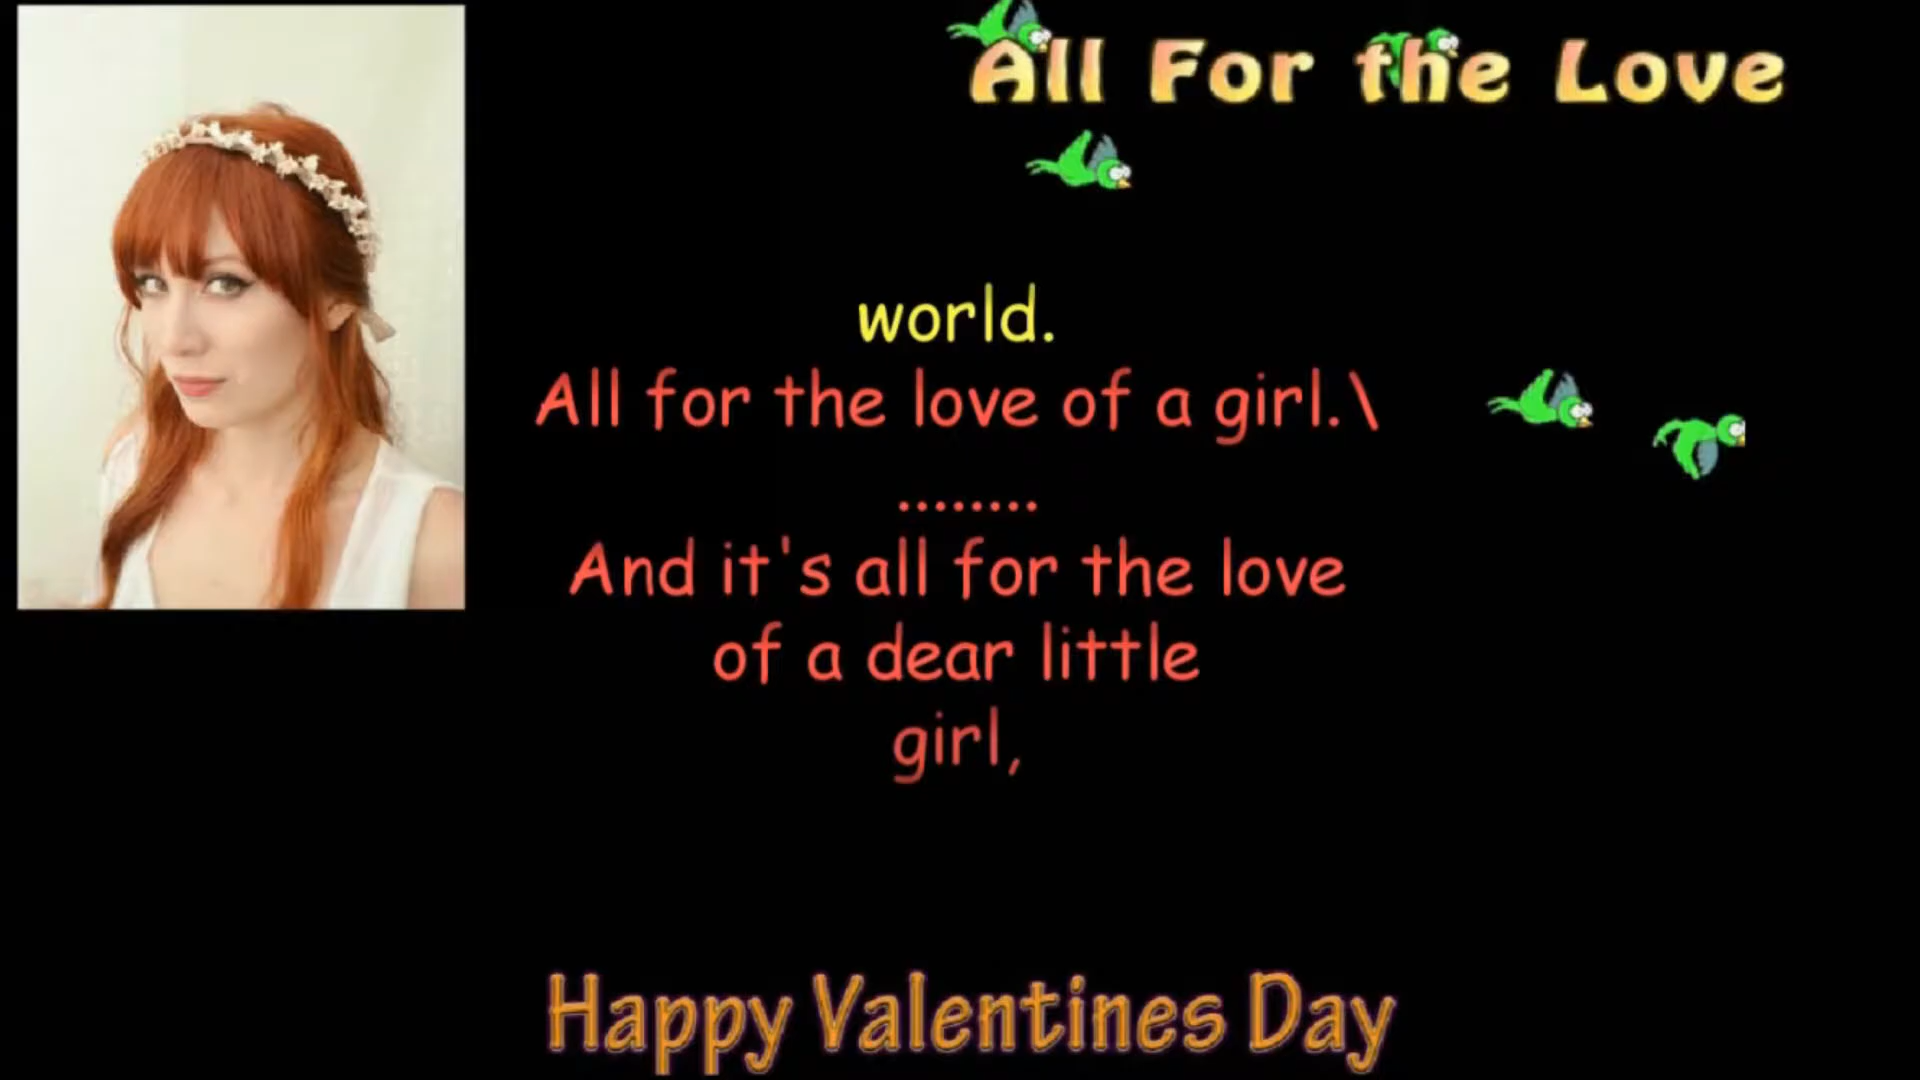 All For the Love
world.
All for the love of a girl.\
........
And it's all for the love
of a dear little
girl,
Happy Valentines Day